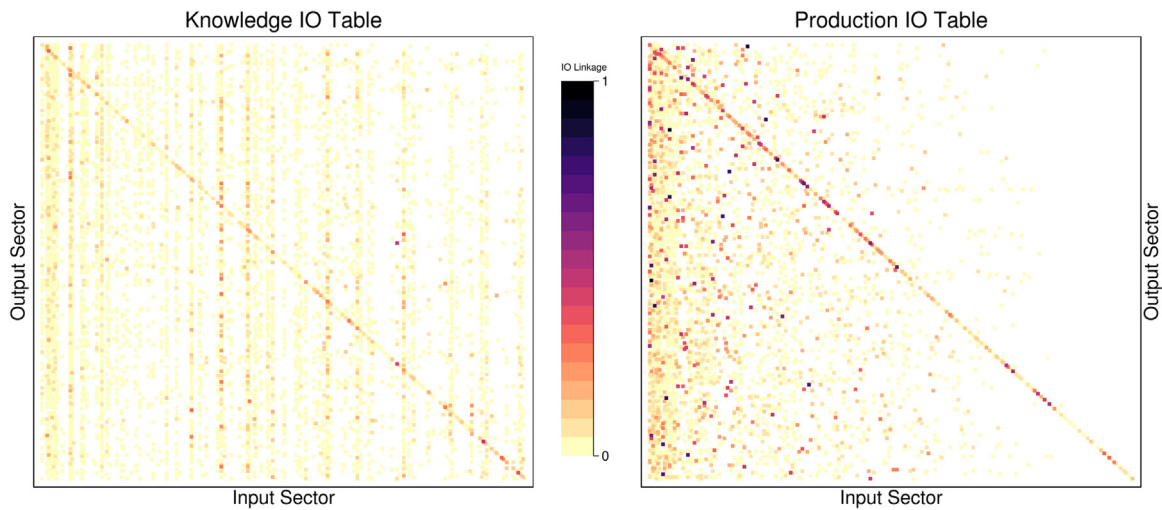 Knowledge IO Table
Production IO Table
IO Linkage
1
0
Output Sector
Output Sector
Input Sector
Input Sector